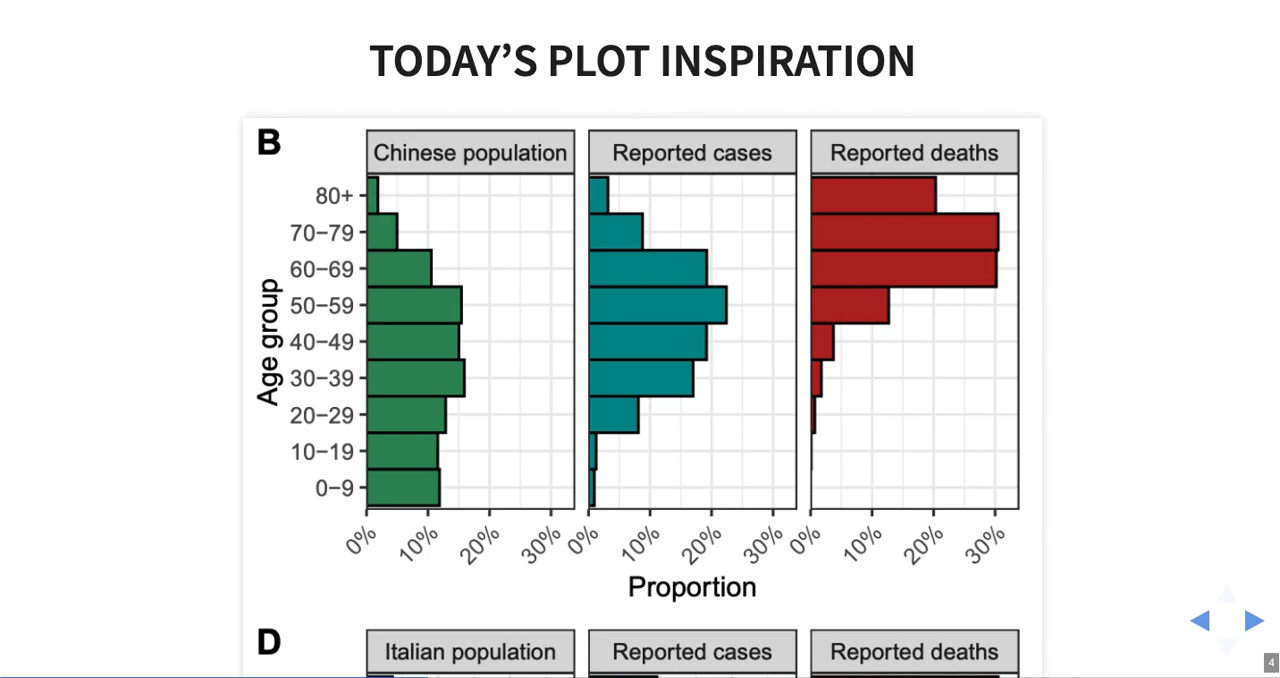 TODAY’S PLOT INSPIRATION
B
Chinese population
Reported cases
Reported deaths
Age group
80+
70−79
60−69
50−59
40−49
30−39
20−29
10−19
0−9
0% 10% 20% 30% 0% 10% 20% 30% 0% 10% 20% 30%
Proportion
D
Italian population
Reported cases
Reported deaths
4